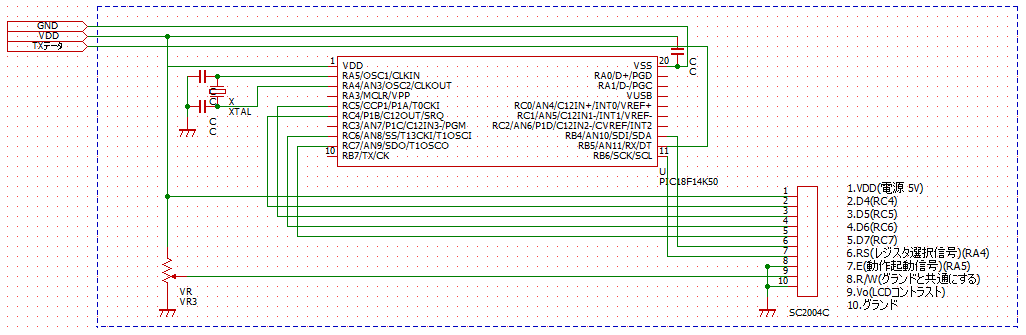 GND
VDD
TXデータ
1
VDD
RA5/OSC1/CLKIN
RA4/AN3/OSC2/CLKOUT
RA3/MCLR/VPP
RC5/CCP1/P1A/T0CKI
RC4/P1B/C12OUT/SRQ
RC3/AN7/P1C/C12IN3-/PGM
RC6/AN8/SS/T13CKI/T1OSCI
RC7/AN9/SDO/T1OSCO
10
RB7/TX/CK
20
VSS
RA0/D+/PGD
RA1/D-/PGC
VUSB
RC0/AN4/C12IN+/INT0/VREF+
RC1/AN5/C12IN1-/INT1/VREF-
RC2/AN6/P1D/C12IN2-/CVREF/INT2
RB4/AN10/SDI/SDA
RB5/AN11/RX/DT
11
RB6/SCK/SCL
U
PIC18F14K50
C
C
C
C
X
XTAL
C
C
VR
VR3
1
2
3
4
5
6
7
8
9
10
SC2004C
1.VDD(電源 5V)
2.D4(RC4)
3.D5(RC5)
4.D6(RC6)
5.D7(RC7)
6.RS(レジスタ選択信号)(RA4)
7.E(動作起動信号)(RA5)
8.R/W(グランドと共通にする)
9.Vo(LCDコントラスト)
10.グランド